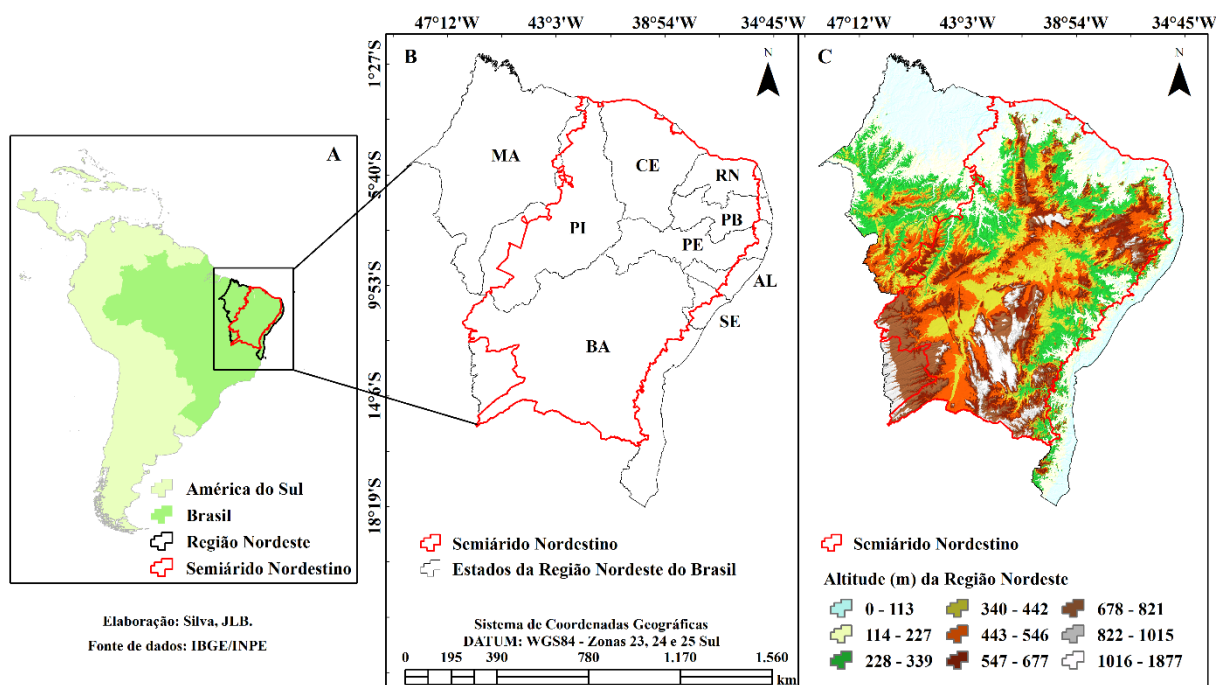 A
América do Sul
Brasil
Região Nordeste
Semiárido Nordestino
Elaboração: Silva, JLB.
Fonte de dados: IBGE/INPE
47°12'W 43°3'W 38°54'W 34°45'W
B
N
1°27'S
5°40'S
9°53'S
14°6'S
18°19'S
MA
CE
RN
PI
PB
PE
AL
SE
BA
Semiárido Nordestino
Estados da Região Nordeste do Brasil
Sistema de Coordenadas Geográficas
DATUM: WGS84 - Zonas 23, 24 e 25 Sul
0 195 390 780 1,170 1,560
km
47°12'W 43°3'W 38°54'W 34°45'W
C
N
Semiárido Nordestino
Altitude (m) da Região Nordeste
0 - 113 340 - 442 678 - 821
114 - 227 443 - 546 822 - 1015
228 - 339 547 - 677 1016 - 1877